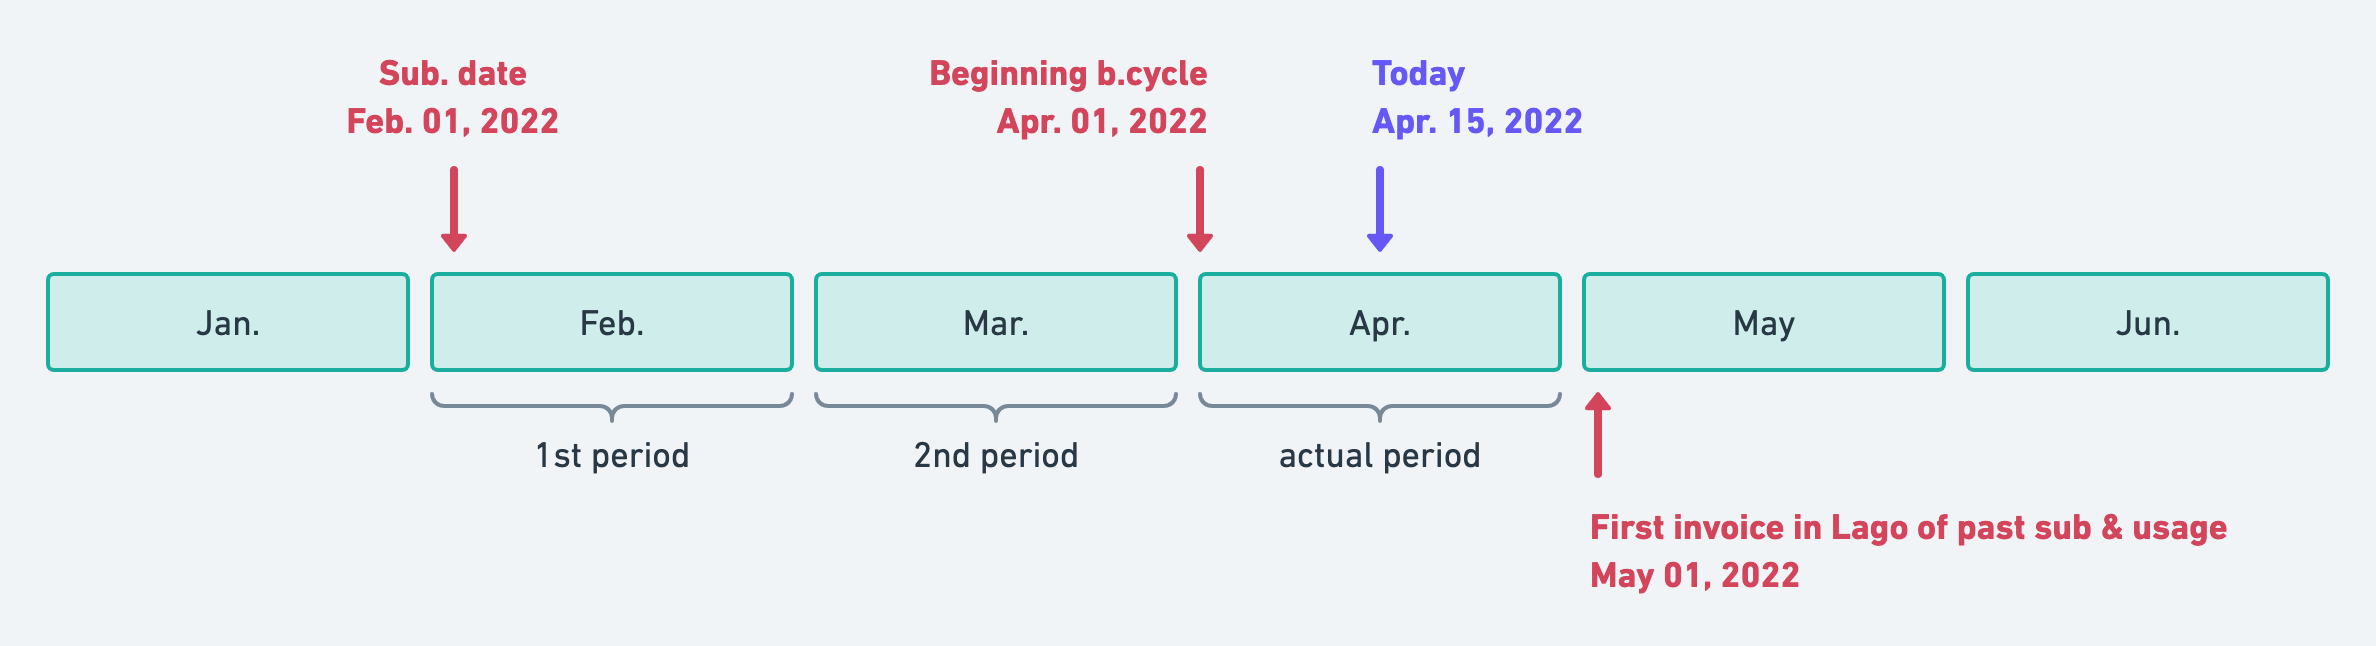 Sub. date
Feb. 01, 2022
Beginning b.cycle
Apr. 01, 2022
Today
Apr. 15, 2022
Jan.
Feb.
Mar.
Apr.
May
Jun.
1st period
2nd period
actual period
First invoice in Lago of past sub & usage
May 01, 2022